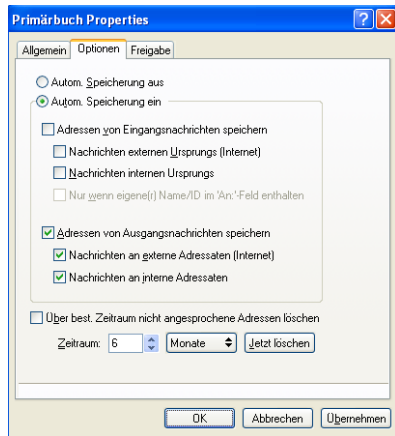 Primärbuch Properties
Allgemein Optionen Freigabe
Autom. Speicherung aus
Autom. Speicherung ein
Adressen von Eingangsnachrichten speichern
Nachrichten externen Ursprungs (Internet)
Nachrichten internen Ursprungs
Nur wenn eigene(r) Name/ID im 'An:'-Feld enthalten
Adressen von Ausgangsnachrichten speichern
Nachrichten an externe Adressaten (Internet)
Nachrichten an interne Adressaten
Über best. Zeitraum nicht angesprochene Adressen löschen
Zeitraum: 6 Monate Jetzt löschen
OK Abbrechen Übernehmen